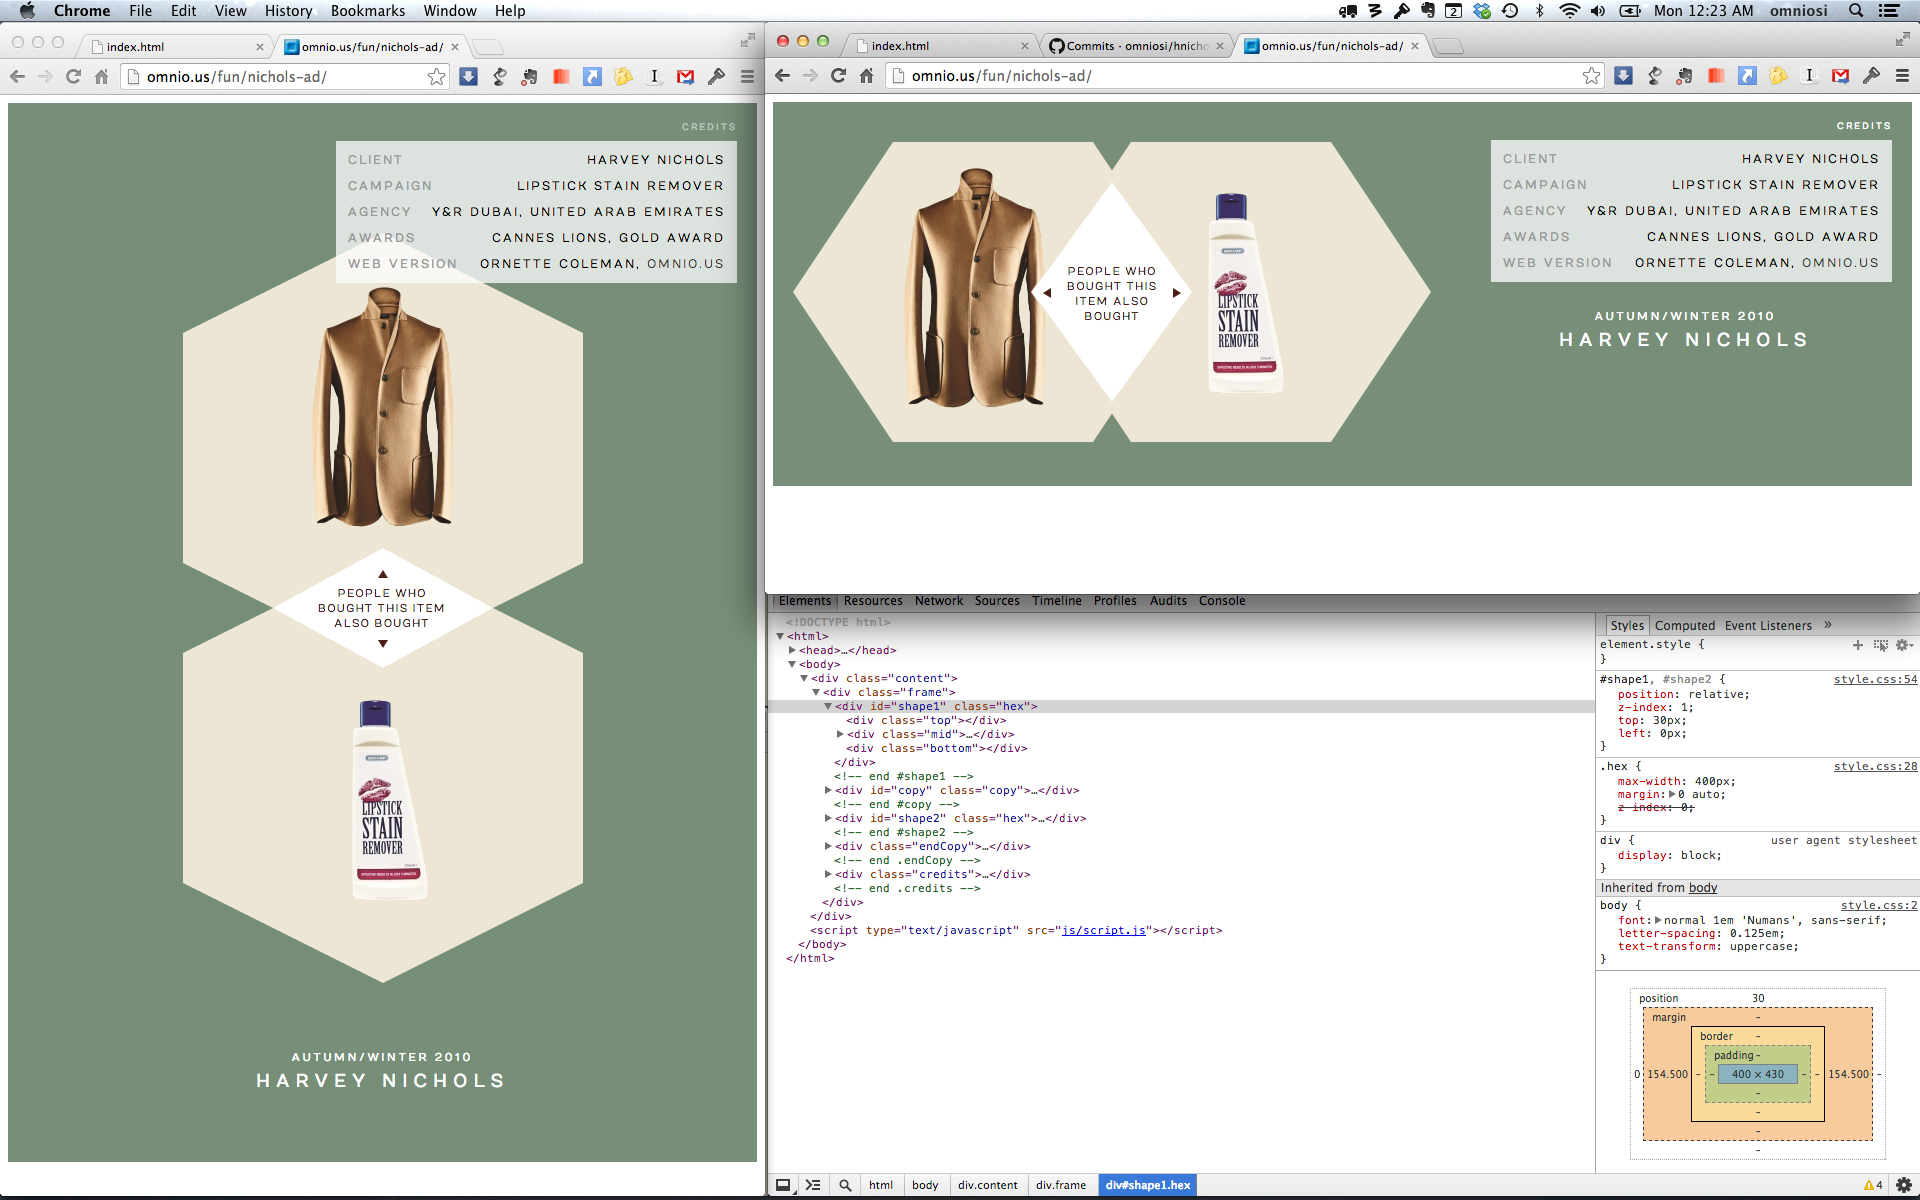 Chrome File Edit View History Bookmarks Window Help
2 Mon 12:23 AM omniosi
index.html
omnio.us/fun/nichols-ad/
omnio.us/fun/nichols-ad/
CREDITS
CLIENT HARVEY NICHOLS
CAMPAIGN LIPSTICK STAIN REMOVER
AGENCY Y&R DUBAI, UNITED ARAB EMIRATES
AWARDS CANNES LIONS, GOLD AWARD
WEB VERSION ORNETTE COLEMAN, OMNIO.US
PEOPLE WHO
BOUGHT THIS ITEM
ALSO BOUGHT
LIPSTICK
STAIN
REMOVER
AUTUMN/WINTER 2010
HARVEY NICHOLS
index.html
Commits · omniosi/hnicho
omnio.us/fun/nichols-ad/
omnio.us/fun/nichols-ad/
CREDITS
CLIENT HARVEY NICHOLS
CAMPAIGN LIPSTICK STAIN REMOVER
AGENCY Y&R DUBAI, UNITED ARAB EMIRATES
AWARDS CANNES LIONS, GOLD AWARD
WEB VERSION ORNETTE COLEMAN, OMNIO.US
PEOPLE WHO
BOUGHT THIS
ITEM ALSO
BOUGHT
LIPSTICK
STAIN
REMOVER
AUTUMN/WINTER 2010
HARVEY NICHOLS
Elements Resources Network Sources Timeline Profiles Audits Console
<!DOCTYPE html>
<html>
<head>…</head>
<body>
<div class="content">
<div class="frame">
<div id="shape1" class="hex">
<div class="top"></div>
<div class="mid">…</div>
<div class="bottom"></div>
</div>
<!-- end #shape1 -->
<div id="copy" class="copy">…</div>
<!-- end #copy -->
<div id="shape2" class="hex">…</div>
<!-- end #shape2 -->
<div class="endCopy">…</div>
<!-- end .endCopy -->
<div class="credits">…</div>
<!-- end .credits -->
</div>
</div>
<script type="text/javascript" src="js/script.js"></script>
</body>
</html>
Styles Computed Event Listeners »
element.style {
}
#shape1, #shape2 { style.css:54
position: relative;
z-index: 1;
top: 30px;
left: 0px;
}
.hex { style.css:28
max-width: 400px;
margin: 0 auto;
z-index: 0;
}
div { user agent stylesheet
display: block;
}
Inherited from body
body { style.css:2
font: normal 1em 'Numans', sans-serif;
letter-spacing: 0.125em;
text-transform: uppercase;
}
position 30
margin -
border -
padding -
0 154.500 - - 400 × 430 - - 154.500 -
-
-
-
-
html body div.content div.frame div#shape1.hex 4